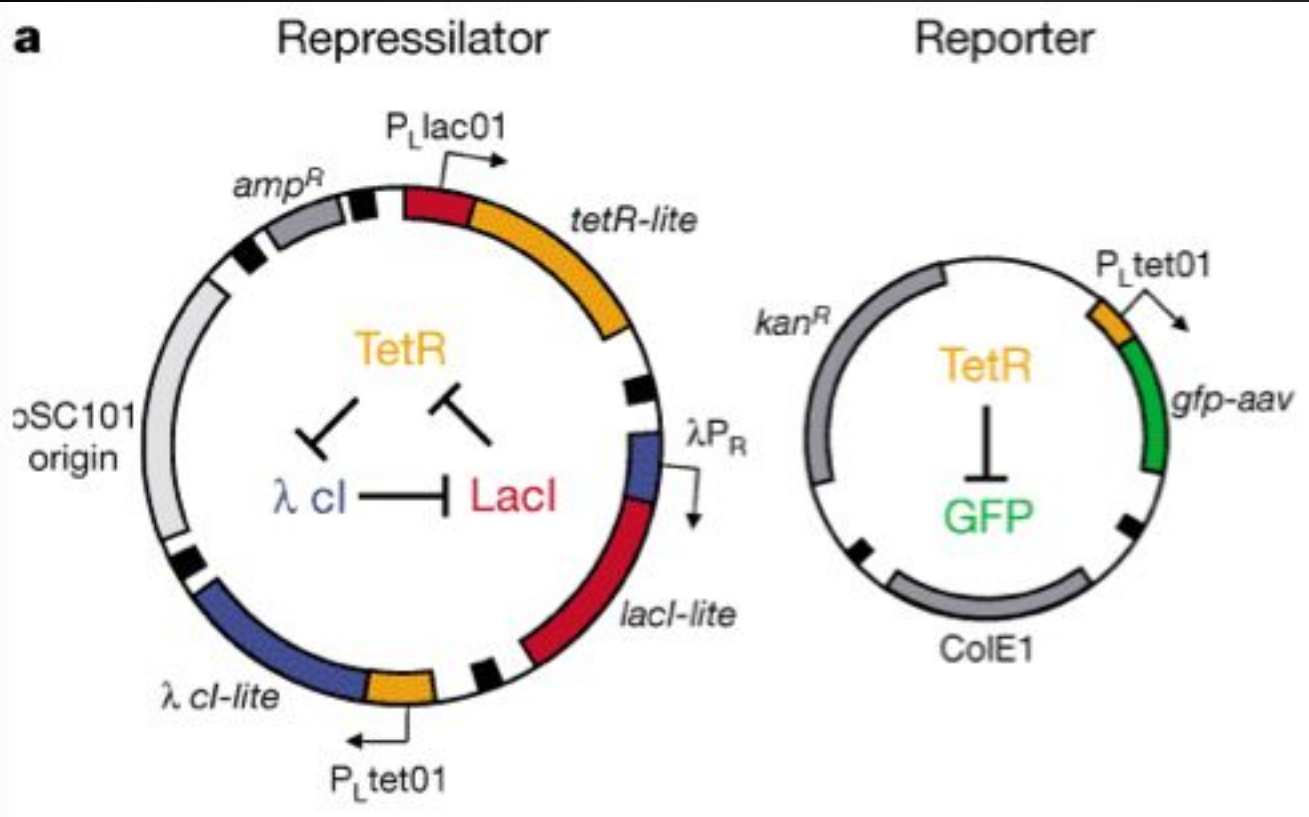 a
Repressilator
Reporter
PLlac01
ampR
tetR-lite
TetR
λ cI
LacI
λPR
pSC101
origin
lacI-lite
λ cI-lite
PLtet01
PLtet01
kanR
TetR
gfp-aav
GFP
ColE1